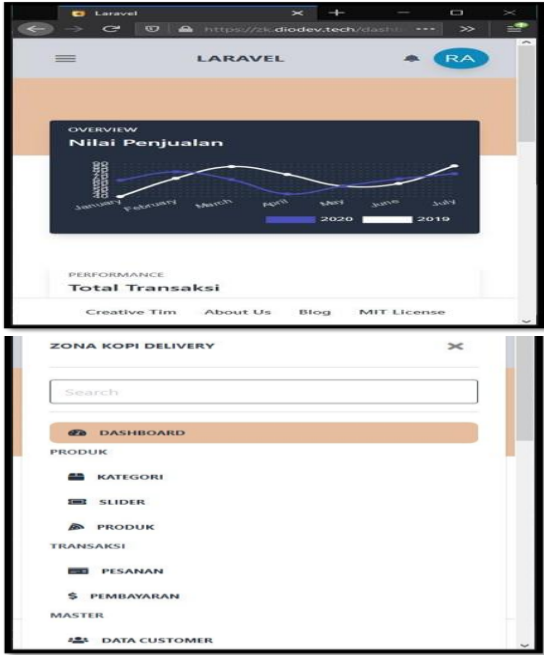 Laravel
https://zk.diodev.tech/dashb
LARAVEL
RA
OVERVIEW
Nilai Penjualan
January February March April May June July
2020 2019
PERFORMANCE
Total Transaksi
Creative Tim About Us Blog MIT License
ZONA KOPI DELIVERY
Search
DASHBOARD
PRODUK
KATEGORI
SLIDER
PRODUK
TRANSAKSI
PESANAN
PEMBAYARAN
MASTER
DATA CUSTOMER